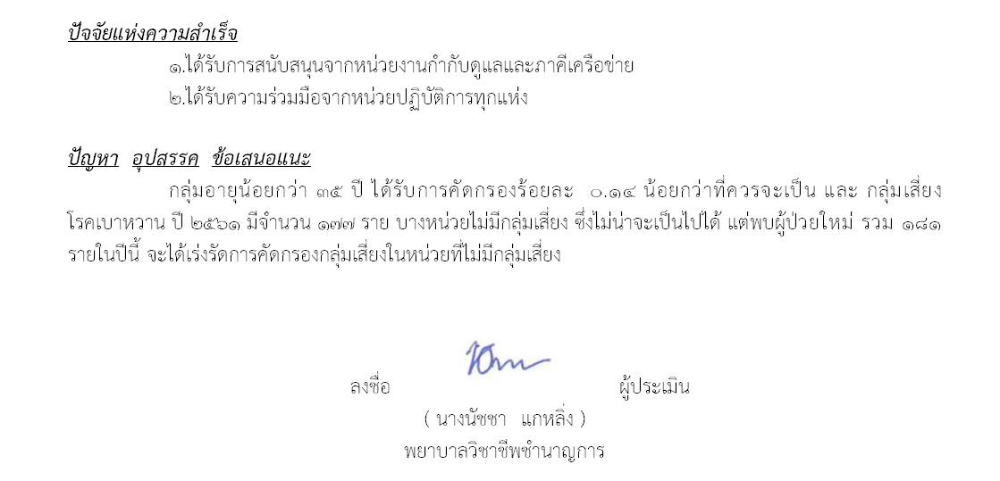 ปัจจัยแห่งความสำเร็จ
๑.ได้รับการสนับสนุนจากหน่วยงานกำกับดูแลและภาคีเครือข่าย
๒.ได้รับความร่วมมือจากหน่วยปฏิบัติการทุกแห่ง
ปัญหา อุปสรรค ข้อเสนอแนะ
กลุ่มอายุน้อยกว่า ๓๕ ปี ได้รับการคัดกรองร้อยละ ๐.๑๔ น้อยกว่าที่ควรจะเป็น และ กลุ่มเสี่ยง
โรคเบาหวาน ปี ๒๕๖๑ มีจำนวน ๑๗๗ ราย บางหน่วยไม่มีกลุ่มเสี่ยง ซึ่งไม่น่าจะเป็นไปได้ แต่พบผู้ป่วยใหม่ รวม ๑๘๑
รายในปีนี้ จะได้เร่งรัดการคัดกรองกลุ่มเสี่ยงในหน่วยที่ไม่มีกลุ่มเสี่ยง
ลงชื่อ ผู้ประเมิน
( นางนัชชา แกหลิ่ง )
พยาบาลวิชาชีพชำนาญการ